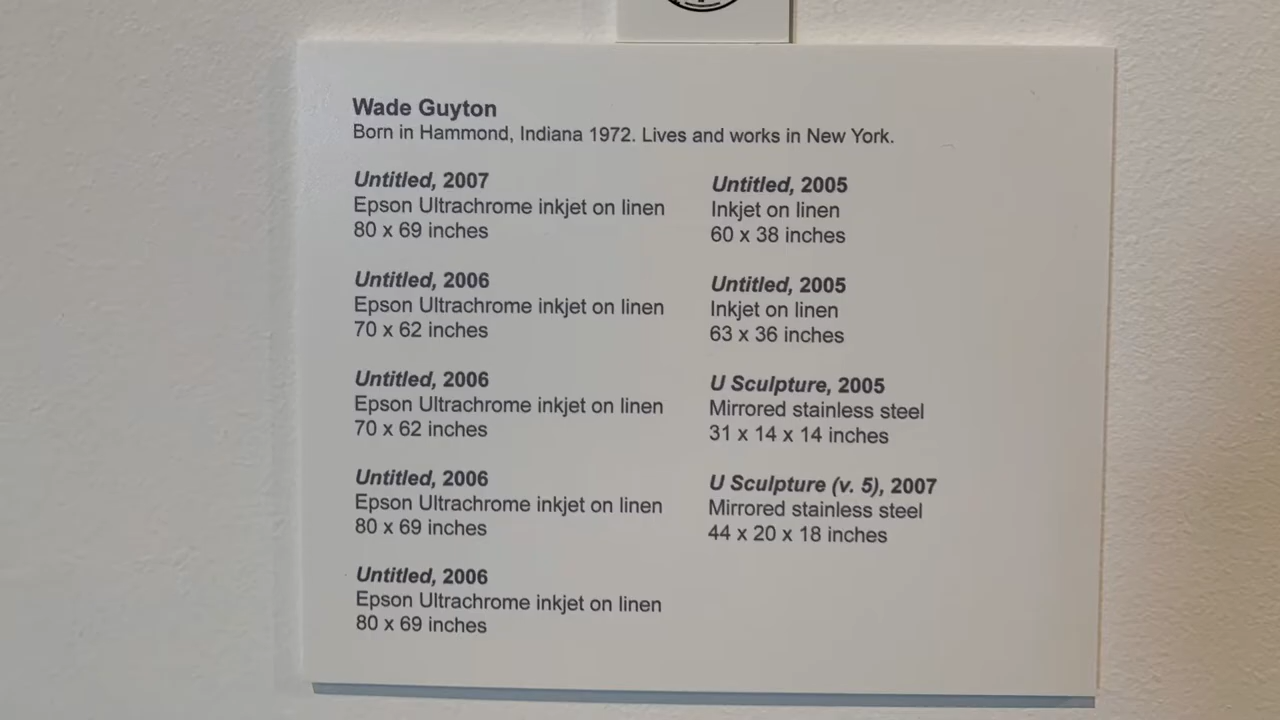 Wade Guyton
Born in Hammond, Indiana 1972. Lives and works in New York.
Untitled, 2007
Epson Ultrachrome inkjet on linen
80 x 69 inches
Untitled, 2006
Epson Ultrachrome inkjet on linen
70 x 62 inches
Untitled, 2006
Epson Ultrachrome inkjet on linen
70 x 62 inches
Untitled, 2006
Epson Ultrachrome inkjet on linen
80 x 69 inches
Untitled, 2006
Epson Ultrachrome inkjet on linen
80 x 69 inches
Untitled, 2005
Inkjet on linen
60 x 38 inches
Untitled, 2005
Inkjet on linen
63 x 36 inches
U Sculpture, 2005
Mirrored stainless steel
31 x 14 x 14 inches
U Sculpture (v. 5), 2007
Mirrored stainless steel
44 x 20 x 18 inches